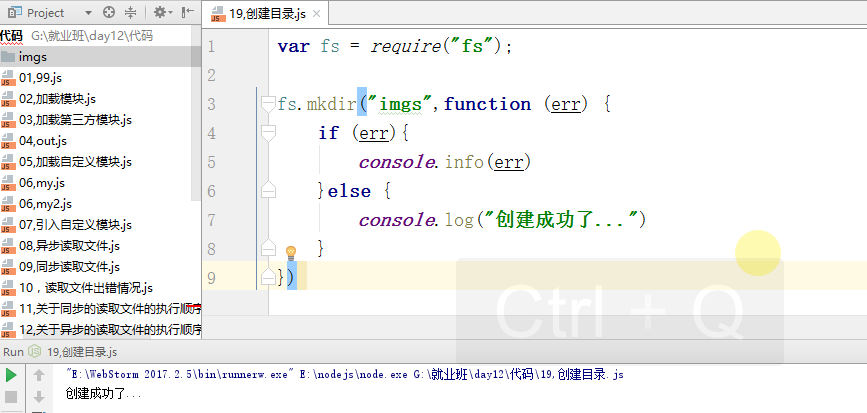 Project
19,创建目录.js
代码 G:\就业班\day12\代码
imgs
01,99.js
02,加载模块.js
03,加载第三方模块.js
04,out.js
05,加载自定义模块.js
06,my.js
06,my2.js
07,引入自定义模块.js
08,异步读取文件.js
09,同步读取文件.js
10，读取文件出错情况.js
11,关于同步的读取文件的执行顺序
12,关于异步的读取文件的执行顺序
1 var fs = require("fs");
2
3 fs.mkdir("imgs",function (err) {
4 if (err){
5 console.info(err)
6 }else {
7 console.log("创建成功了...")
8 }
9 })
Ctrl + Q
Run 19,创建目录.js
"E:\WebStorm 2017.2.5\bin\runnerw.exe" E:\nodejs\node.exe G:\就业班\day12\代码\19,创建目录.js
创建成功了...